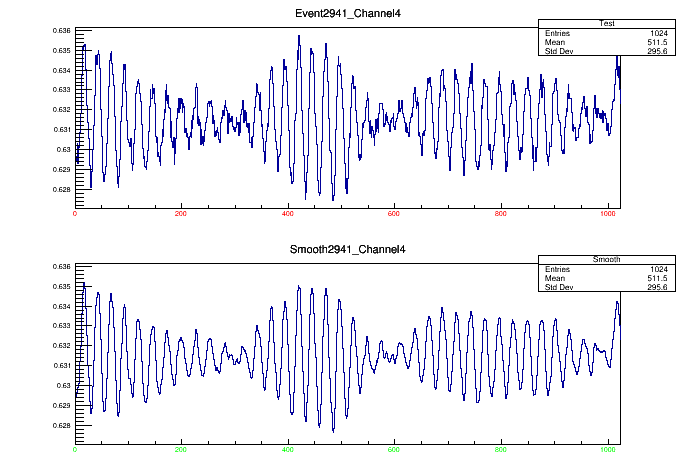 Event2941_Channel4
Test
Entries 1024
Mean 511.5
Std Dev 295.6
0.636
0.635
0.634
0.633
0.632
0.631
0.63
0.629
0.628
0 200 400 600 800 1000
Smooth2941_Channel4
Smooth
Entries 1024
Mean 511.5
Std Dev 295.6
0.636
0.635
0.634
0.633
0.632
0.631
0.63
0.629
0.628
0 200 400 600 800 1000